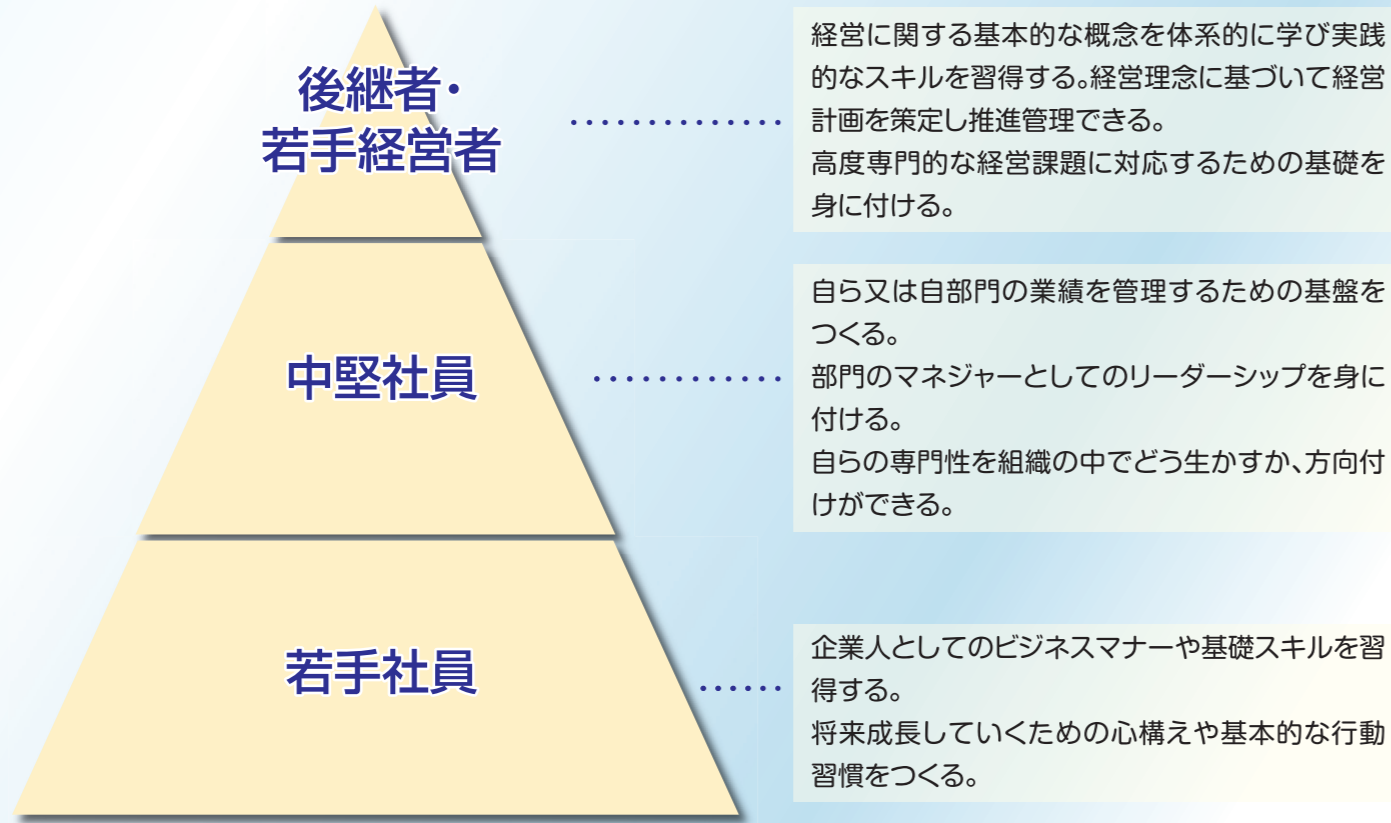 後継者・
若手経営者
経営に関する基本的な概念を体系的に学び実践
的なスキルを習得する。経営理念に基づいて経営
計画を策定し推進管理できる。
高度専門的な経営課題に対応するための基礎を
身に付ける。
中堅社員
自ら又は自部門の業績を管理するための基盤を
つくる。
部門のマネジャーとしてのリーダーシップを身に
付ける。
自らの専門性を組織の中でどう生かすか、方向付
けができる。
若手社員
企業人としてのビジネスマナーや基礎スキルを習
得する。
将来成長していくための心構えや基本的な行動
習慣をつくる。